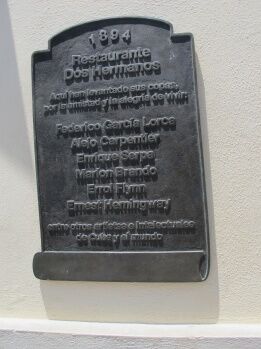 1894
Restaurante
Dos Hermanos
Aquí han levantado sus copas,
por la amistad y la alegría de vivir:
Federico García Lorca
Alejo Carpentier
Enrique Serpa
Marlon Brando
Errol Flynn
Ernest Hemingway
entre otros artistas e intelectuales
de Cuba y el mundo